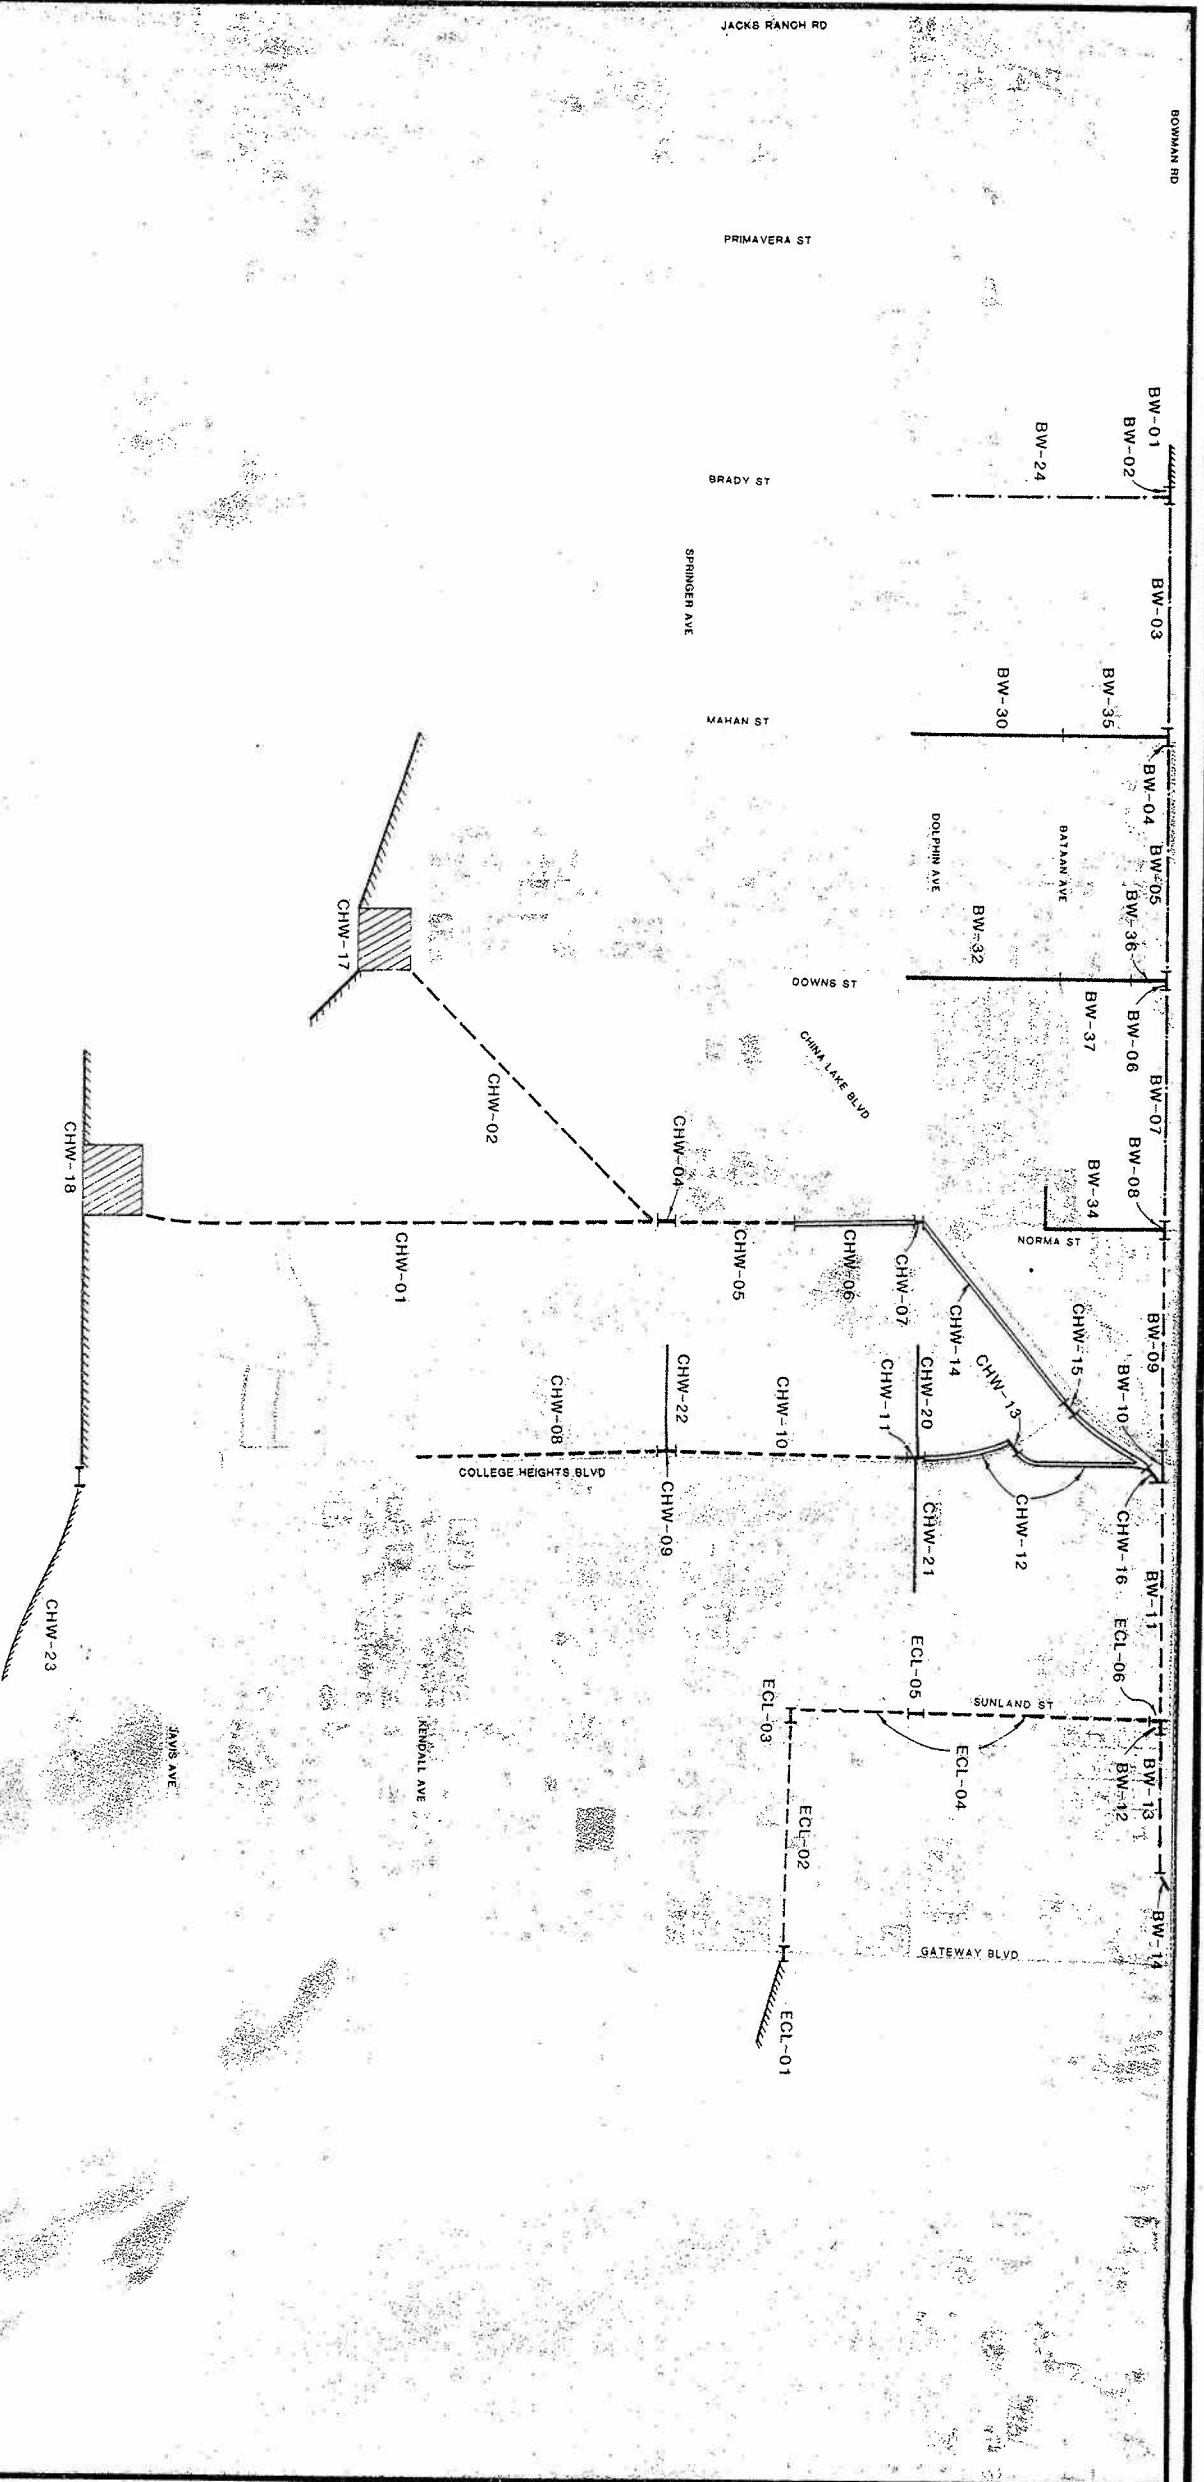 JACKS RANCH RD
BOWMAN RD
PRIMAVERA ST
BW-01
BW-02
BW-24
BRADY ST
SPRINGER AVE
BW-03
BW-35
BW-30
MAHAN ST
BW-04
BW-05
BW-36
BATAAN AVE
DOLPHIN AVE
BW-32
CHW-17
DOWNS ST
BW-06
BW-37
BW-07
CHINA LAKE BLVD
CHW-02
CHW-04
CHW-18
BW-08
BW-34
NORMA ST
CHW-01
CHW-05
CHW-06
CHW-07
CHW-14
CHW-15
BW-09
BW-10
CHW-13
CHW-20
CHW-11
CHW-22
CHW-10
CHW-08
COLLEGE HEIGHTS BLVD
CHW-09
CHW-21
CHW-12
CHW-16
BW-11
ECL-06
CHW-23
ECL-05
SUNLAND ST
ECL-03
ECL-04
BW-13
BW-12
JAVIS AVE
KENDALL AVE
ECL-02
BW-14
GATEWAY BLVD
ECL-01